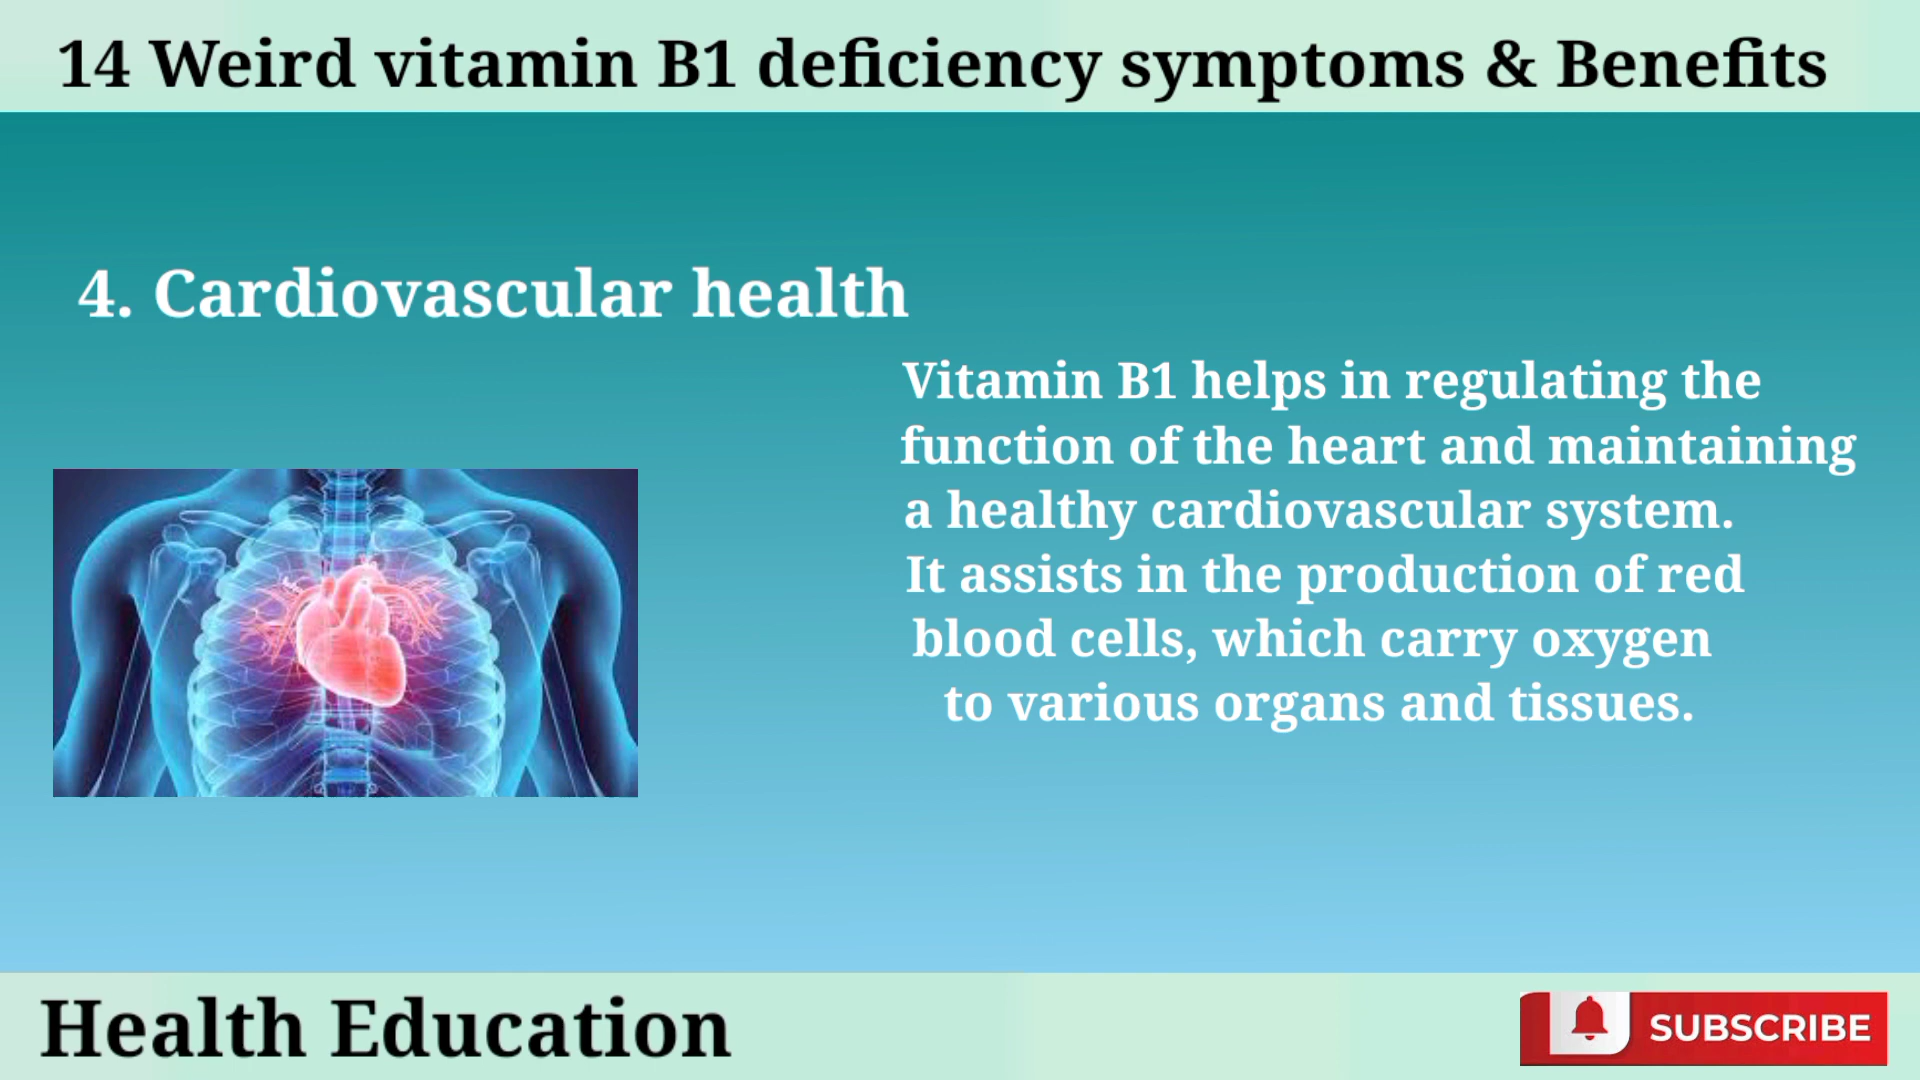 14 Weird vitamin B1 deficiency symptoms & Benefits
4. Cardiovascular health
Vitamin B1 helps in regulating the
function of the heart and maintaining
a healthy cardiovascular system.
It assists in the production of red
blood cells, which carry oxygen
to various organs and tissues.
Health Education
SUBSCRIBE